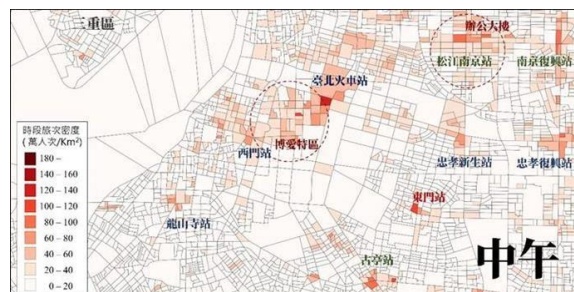 三重區
辦公大樓
松江南京站
南京復興站
臺北火車站
時段旅次密度
(萬人次/Km²)
180 –
140 – 160
120 – 140
100 – 120
80 – 100
60 – 80
40 – 60
20 – 40
0 – 20
西門站
博愛特區
忠孝新生站
忠孝復興站
東門站
龍山寺站
古亭站
中午